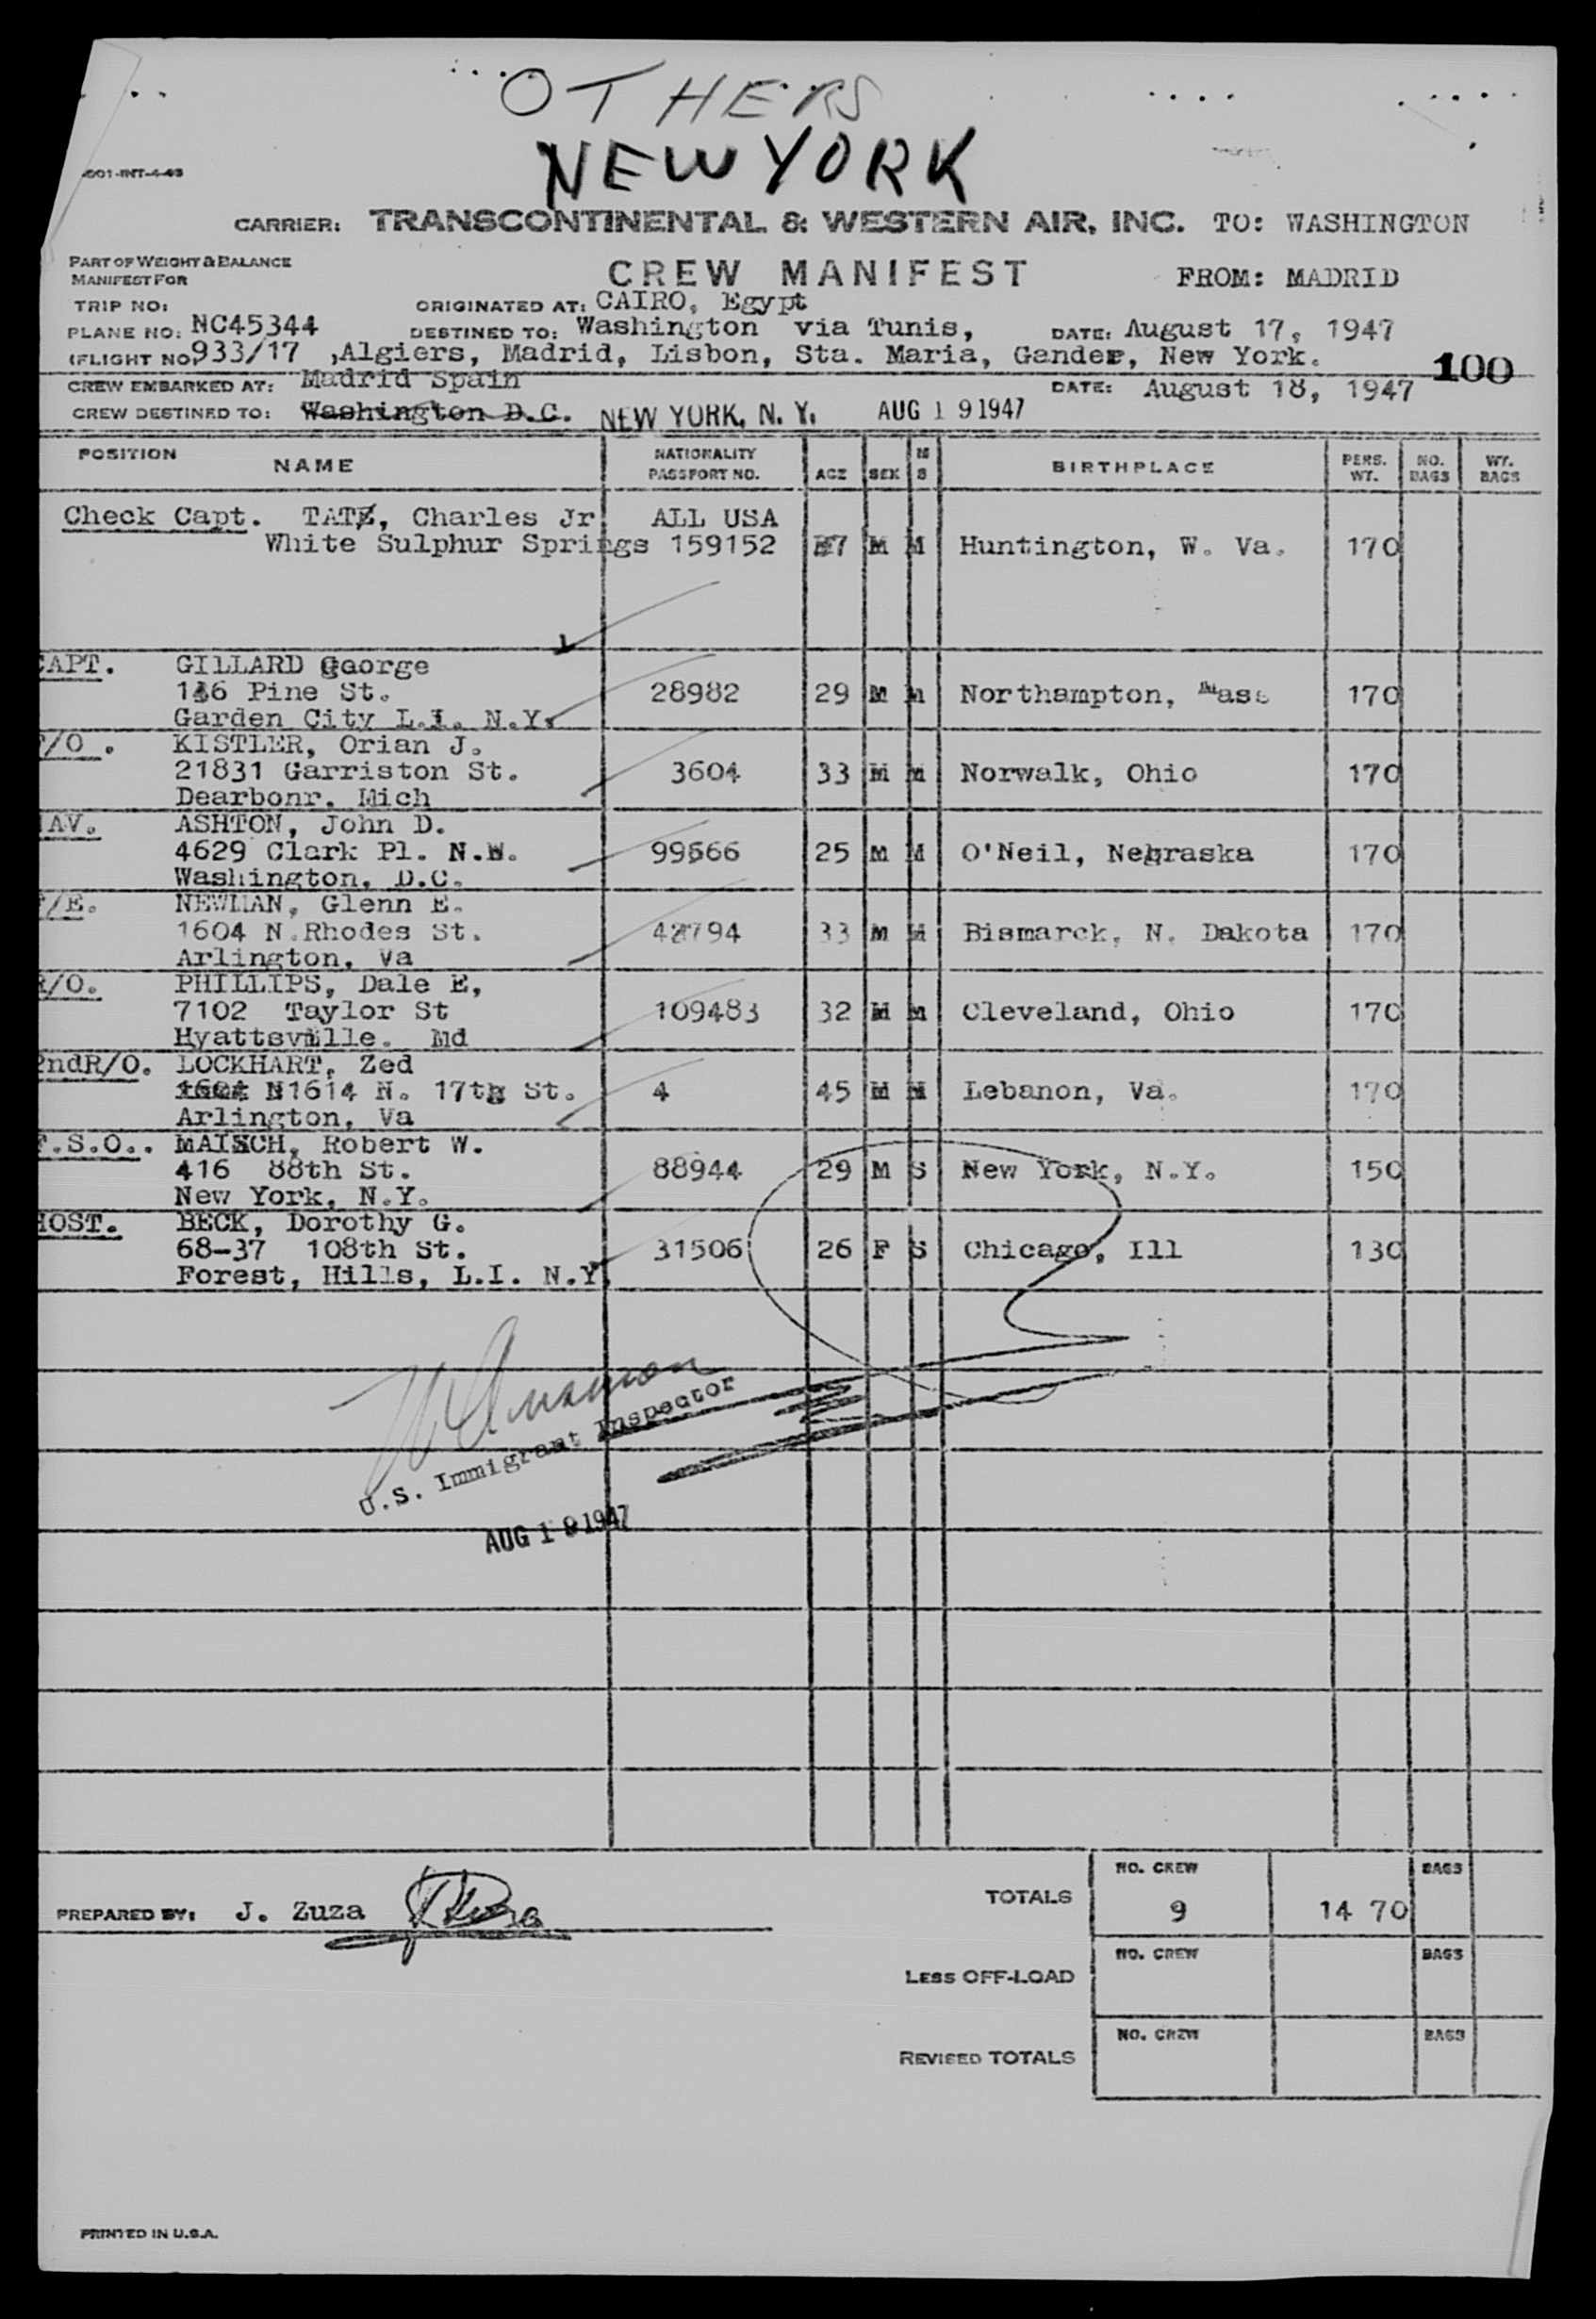 OTHERS
NEW YORK
CARRIER: TRANSCONTINENTAL & WESTERN AIR, INC. TO: WASHINGTON
PART OF WEIGHT & BALANCE
MANIFEST FOR
CREW MANIFEST FROM: MADRID
TRIP NO: ORIGINATED AT: CAIRO, Egypt
PLANE NO: NC45344 DESTINED TO: Washington via Tunis, DATE: August 17, 1947
(FLIGHT NO 933/17 ,Algiers, Madrid, Lisbon, Sta. Maria, Gander, New York. 100
CREW EMBARKED AT: Madrid Spain DATE: August 18, 1947
CREW DESTINED TO: Washington D.C. NEW YORK, N. Y. AUG 19 1947
POSITION NAME NATIONALITY PASSPORT NO. AGE SEX M S BIRTHPLACE PERS. WT. NO. BAGS WT. BAGS
Check Capt. TATE, Charles Jr ALL USA
White Sulphur Springs 159152 7 M M Huntington, W. Va. 170
CAPT. GILLARD George
Pine St. 28982 29 M M Northampton, Mass 170
Garden City L.I. N.Y.
F/O. KISTLER, Orian J.
21831 Garriston St. 3604 33 M M Norwalk, Ohio 170
Dearbonr, Mich
NAV. ASHTON, John D.
4629 Clark Pl. N.W. 99566 25 M M O'Neil, Nebraska 170
Washington, D.C.
F/E. NEWMAN, Glenn E.
1604 N.Rhodes St. 42794 33 M M Bismarck, N. Dakota 170
Arlington, Va
R/O. PHILLIPS, Dale E,
7102 Taylor St 109483 32 M M Cleveland, Ohio 170
Hyattsville. Md
2ndR/O. LOCKHART, Zed
1604 N1614 N. 17th St. 4 45 M M Lebanon, Va. 170
Arlington, Va
F.S.O.. MAISCH, Robert W.
416 88th St. 88944 29 M S New York, N.Y. 150
New York, N.Y.
HOST. BECK, Dorothy G.
68-37 108th St. 31506 26 F S Chicago, Ill 130
Forest, Hills, L.I. N.Y.
U.S. Immigrant Inspector
AUG 19 1947
PREPARED BY: J. Zuza
TOTALS NO. CREW 9 14 70 BAGS
LESS OFF-LOAD NO. CREW BAGS
REVISED TOTALS NO. CREW BAGS
PRINTED IN U.S.A.